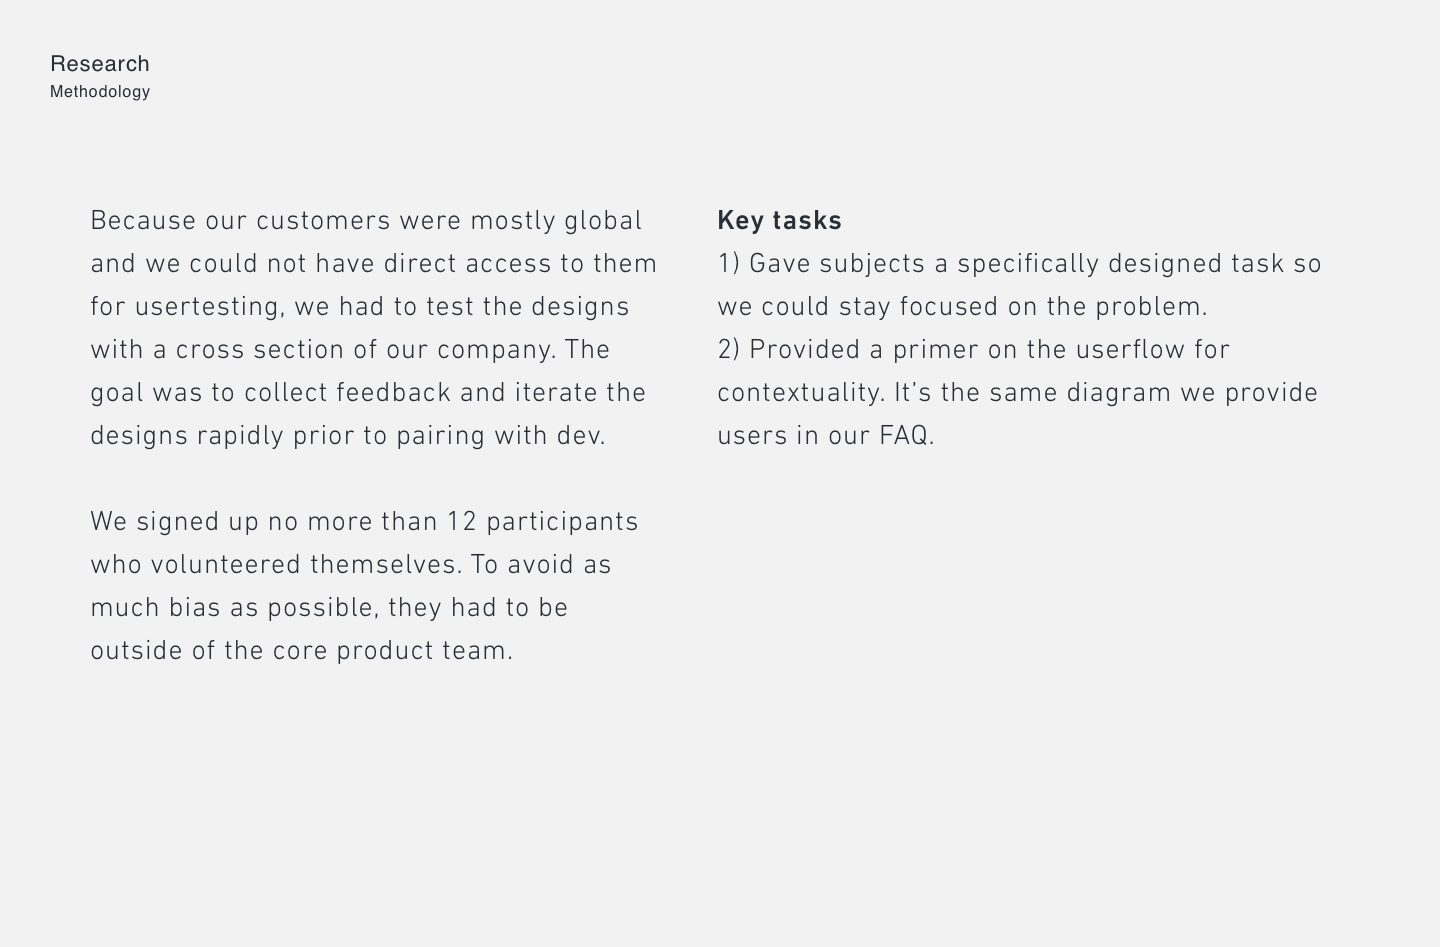 Research
Methodology
Because our customers were mostly global
and we could not have direct access to them
for usertesting, we had to test the designs
with a cross section of our company. The
goal was to collect feedback and iterate the
designs rapidly prior to pairing with dev.
We signed up no more than 12 participants
who volunteered themselves. To avoid as
much bias as possible, they had to be
outside of the core product team.
Key tasks
1) Gave subjects a specifically designed task so
we could stay focused on the problem.
2) Provided a primer on the userflow for
contextuality. It’s the same diagram we provide
users in our FAQ.